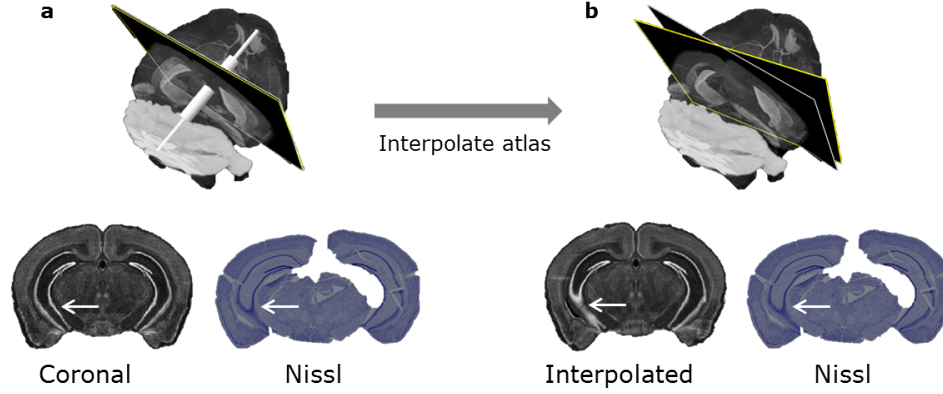 a
b
Interpolate atlas
Coronal
Nissl
Interpolated
Nissl